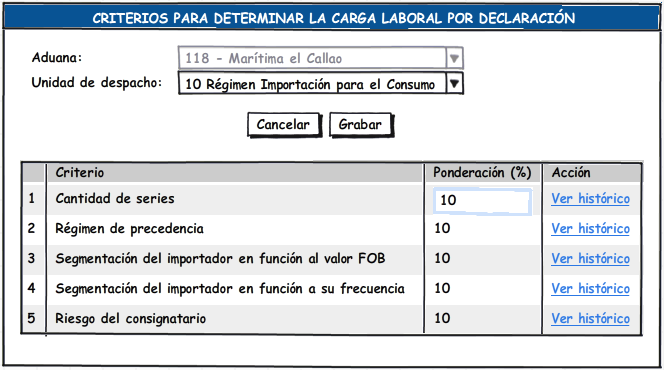 CRITERIOS PARA DETERMINAR LA CARGA LABORAL POR DECLARACIÓN
Aduana: 118 - Marítima el Callao
Unidad de despacho: 10 Régimen Importación para el Consumo
Cancelar Grabar
Criterio Ponderación (%) Acción
1 Cantidad de series 10 Ver histórico
2 Régimen de precedencia 10 Ver histórico
3 Segmentación del importador en función al valor FOB 10 Ver histórico
4 Segmentación del importador en función a su frecuencia 10 Ver histórico
5 Riesgo del consignatario 10 Ver histórico